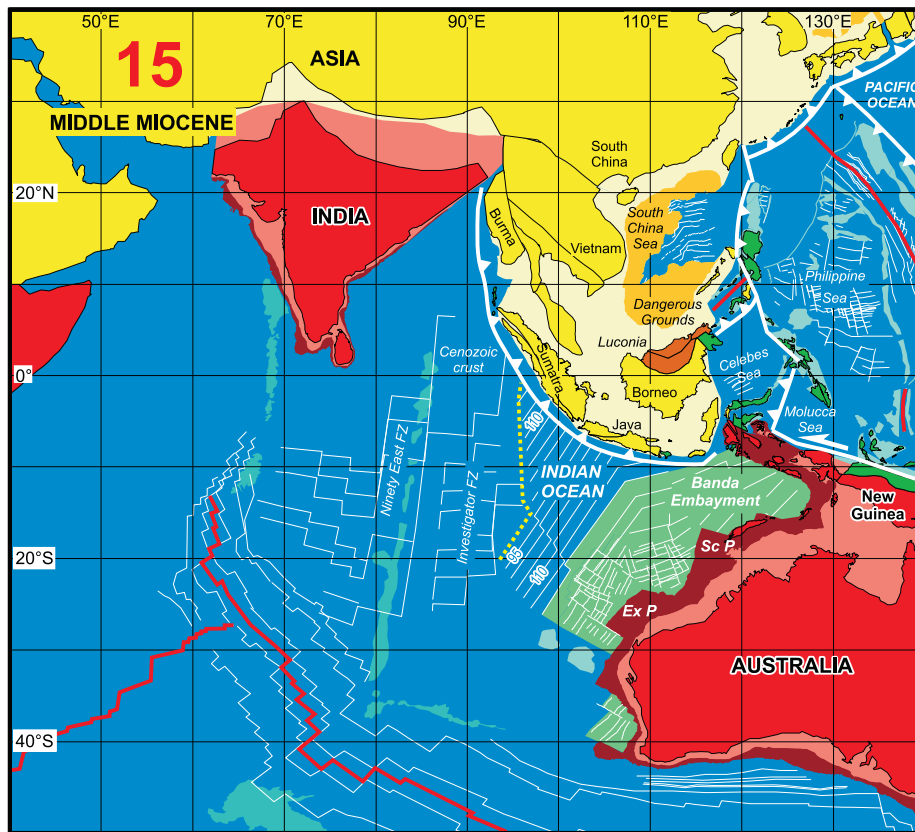 50°E
70°E
90°E
110°E
130°E
15
ASIA
MIDDLE MIOCENE
PACIFIC
OCEAN
South
China
20°N
INDIA
Burma
South
China
Sea
Vietnam
Philippine
Sea
Dangerous
Grounds
Luconia
Cenozoic
crust
Sumatra
Celbes
Sea
0°
Borneo
Java
Molucca
Sea
110
INDIAN
OCEAN
Banda
Embayment
Ninety East FZ
Investigator FZ
New
Guinea
20°S
95
110
Sc P
Ex P
AUSTRALIA
40°S